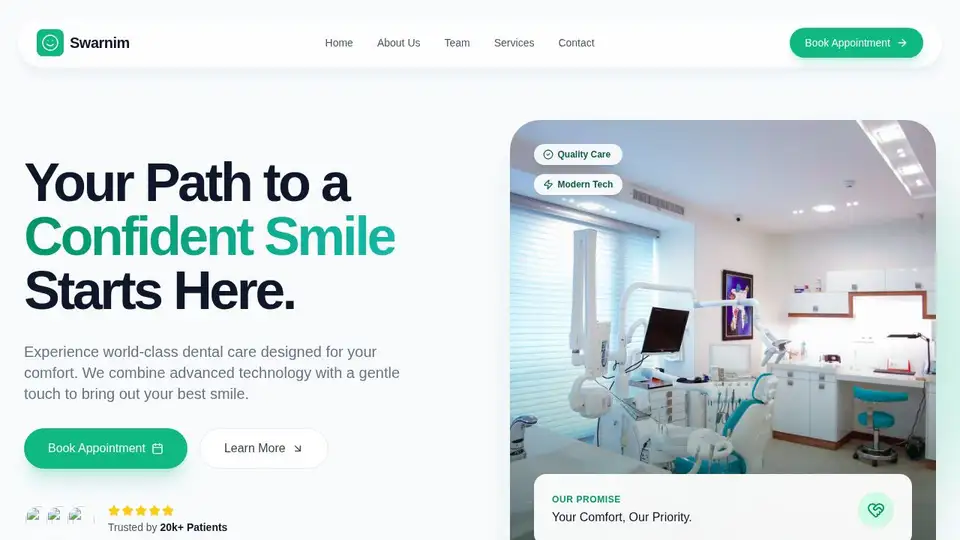 Swarnim
Home
About Us
Team
Services
Contact
Book Appointment
Your Path to a
Confident Smile
Starts Here.
Experience world-class dental care designed for your
comfort. We combine advanced technology with a gentle
touch to bring out your best smile.
Book Appointment
Learn More
Trusted by 20k+ Patients
Quality Care
Modern Tech
OUR PROMISE
Your Comfort, Our Priority.